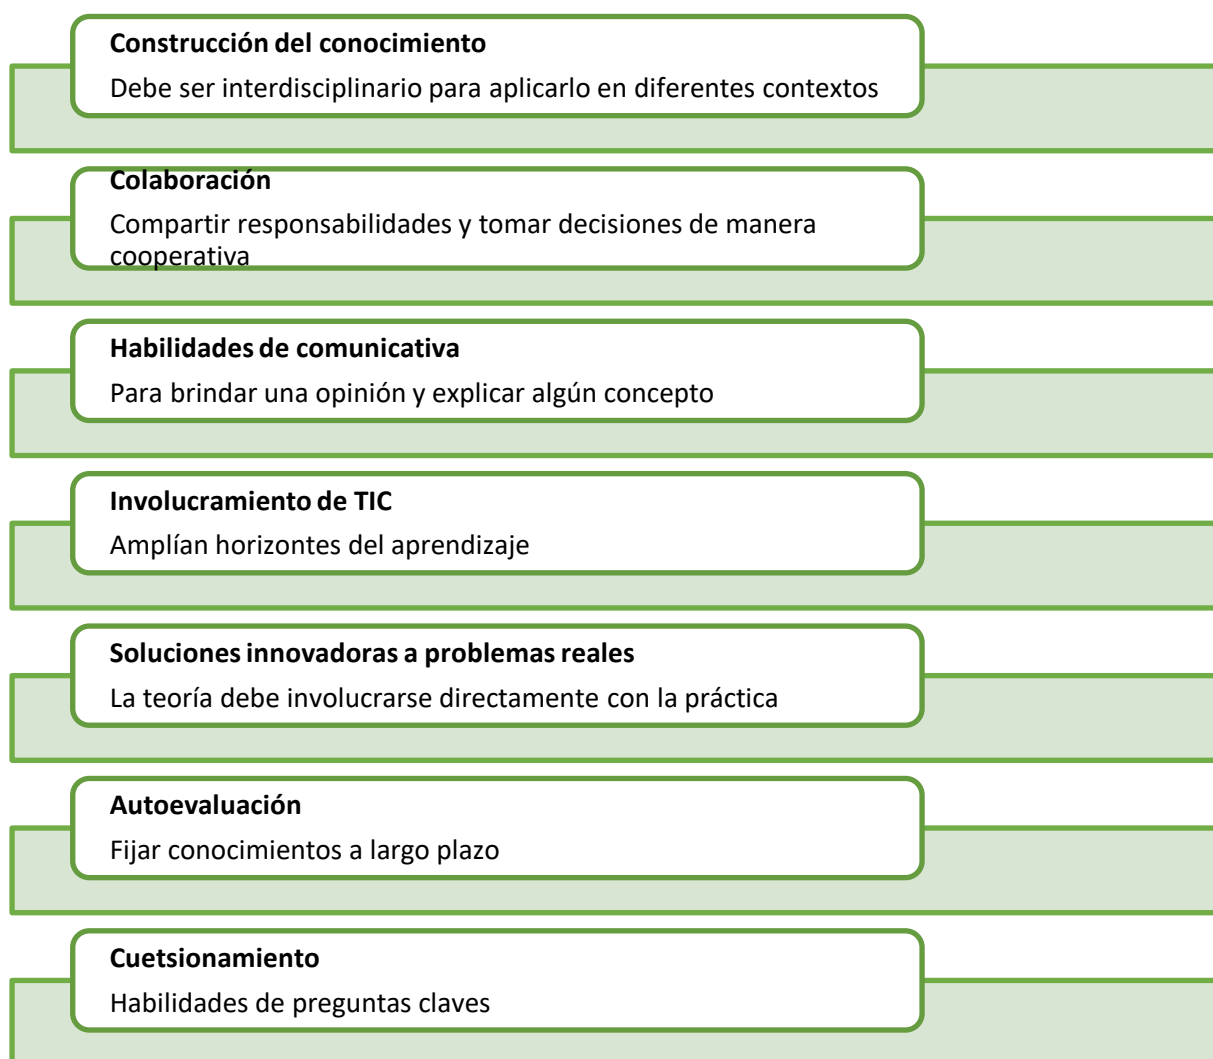 Construcción del conocimiento
Debe ser interdisciplinario para aplicarlo en diferentes contextos
Colaboración
Compartir responsabilidades y tomar decisiones de manera
cooperativa
Habilidades de comunicativa
Para brindar una opinión y explicar algún concepto
Involucramiento de TIC
Amplían horizontes del aprendizaje
Soluciones innovadoras a problemas reales
La teoría debe involucrarse directamente con la práctica
Autoevaluación
Fijar conocimientos a largo plazo
Cuetsionamiento
Habilidades de preguntas claves